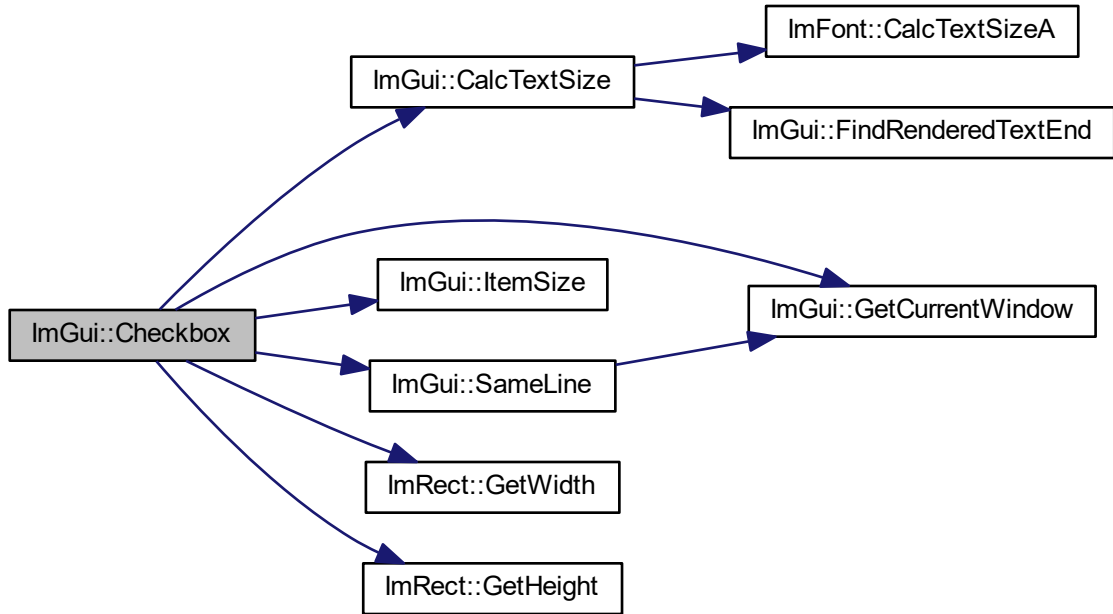 ImFont::CalcTextSizeA
ImGui::CalcTextSize
ImGui::FindRenderedTextEnd
ImGui::ItemSize
ImGui::GetCurrentWindow
ImGui::Checkbox
ImGui::SameLine
ImRect::GetWidth
ImRect::GetHeight